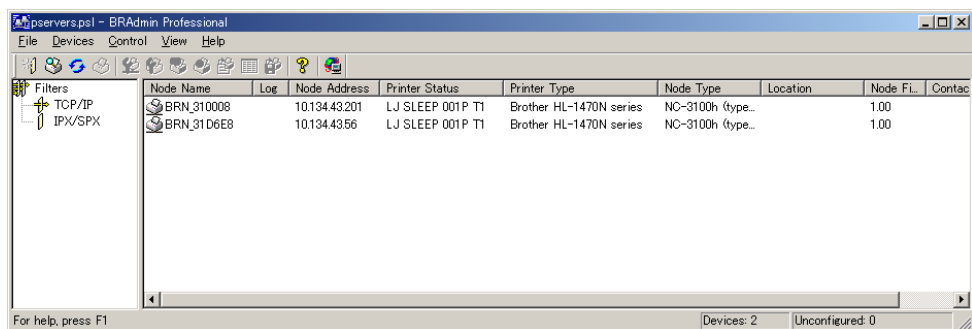 pservers.psl - BRAdmin Professional
File Devices Control View Help
Filters
TCP/IP
IPX/SPX
Node Name Log Node Address Printer Status Printer Type Node Type Location Node Fi... Contac
BRN_310008 10.134.43.201 LJ SLEEP 001P T1 Brother HL-1470N series NC-3100h (type... 1.00
BRN_31D6E8 10.134.43.56 LJ SLEEP 001P T1 Brother HL-1470N series NC-3100h (type... 1.00
For help, press F1 Devices: 2 Unconfigured: 0